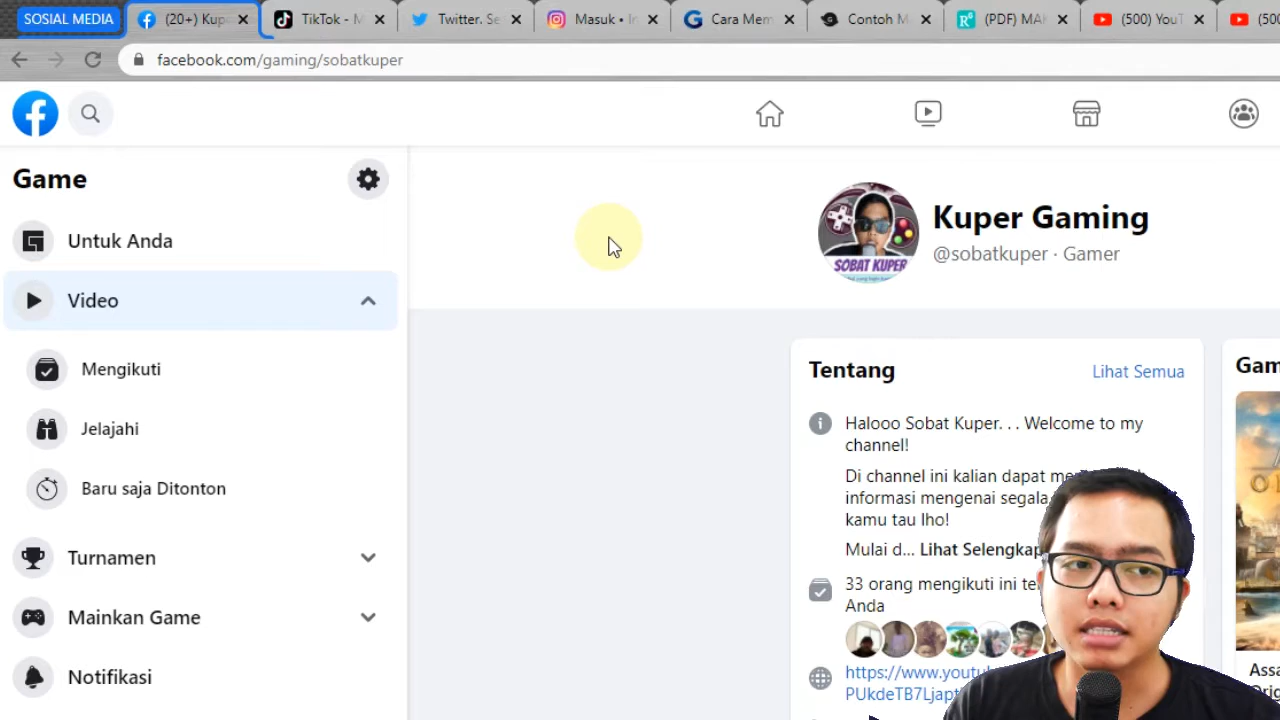 SOSIAL MEDIA
(20+) Kup
TikTok - M
Twitter. Se
Masuk • In
Cara Mem
Contoh M
(PDF) MA
(500) YouT
(500
facebook.com/gaming/sobatkuper
Game
Untuk Anda
Video
Mengikuti
Jelajahi
Baru saja Ditonton
Turnamen
Mainkan Game
Notifikasi
SOBAT KUPER
Kuper Gaming
@sobatkuper · Gamer
Tentang
Lihat Semua
Halooo Sobat Kuper. . . Welcome to my
channel!
Di channel ini kalian dapat me
informasi mengenai segala
kamu tau lho!
Mulai d... Lihat Selengkap
33 orang mengikuti ini te
Anda
https://www.youtu
PUkdeTB7Ljapt
Gam
Assa
Orig